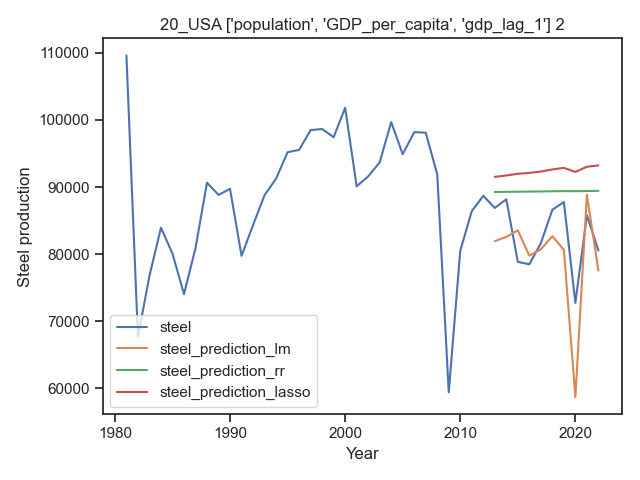 20_USA ['population', 'GDP_per_capita', 'gdp_lag_1'] 2
110000
100000
90000
80000
70000
60000
Steel production
steel
steel_prediction_lm
steel_prediction_rr
steel_prediction_lasso
1980
1990
2000
2010
2020
Year